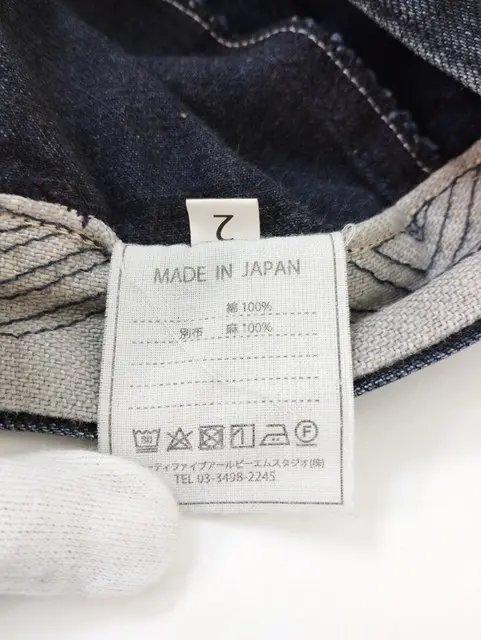 2
MADE IN JAPAN
綿 100%
別布 麻 100%
F
ティファイブアールピーエムスタジオ(株)
TEL 03-3498-2245